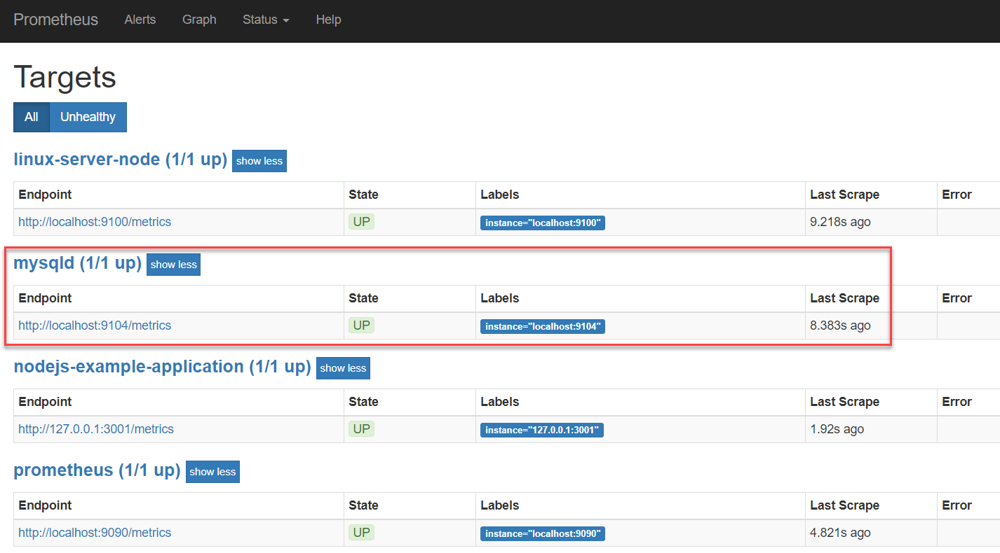 Prometheus Alerts Graph Status Help
Targets
All Unhealthy
linux-server-node (1/1 up) show less
Endpoint State Labels Last Scrape Error
http://localhost:9100/metrics UP instance="localhost:9100" 9.218s ago
mysqld (1/1 up) show less
Endpoint State Labels Last Scrape Error
http://localhost:9104/metrics UP instance="localhost:9104" 8.383s ago
nodejs-example-application (1/1 up) show less
Endpoint State Labels Last Scrape Error
http://127.0.0.1:3001/metrics UP instance="127.0.0.1:3001" 1.92s ago
prometheus (1/1 up) show less
Endpoint State Labels Last Scrape Error
http://localhost:9090/metrics UP instance="localhost:9090" 4.821s ago